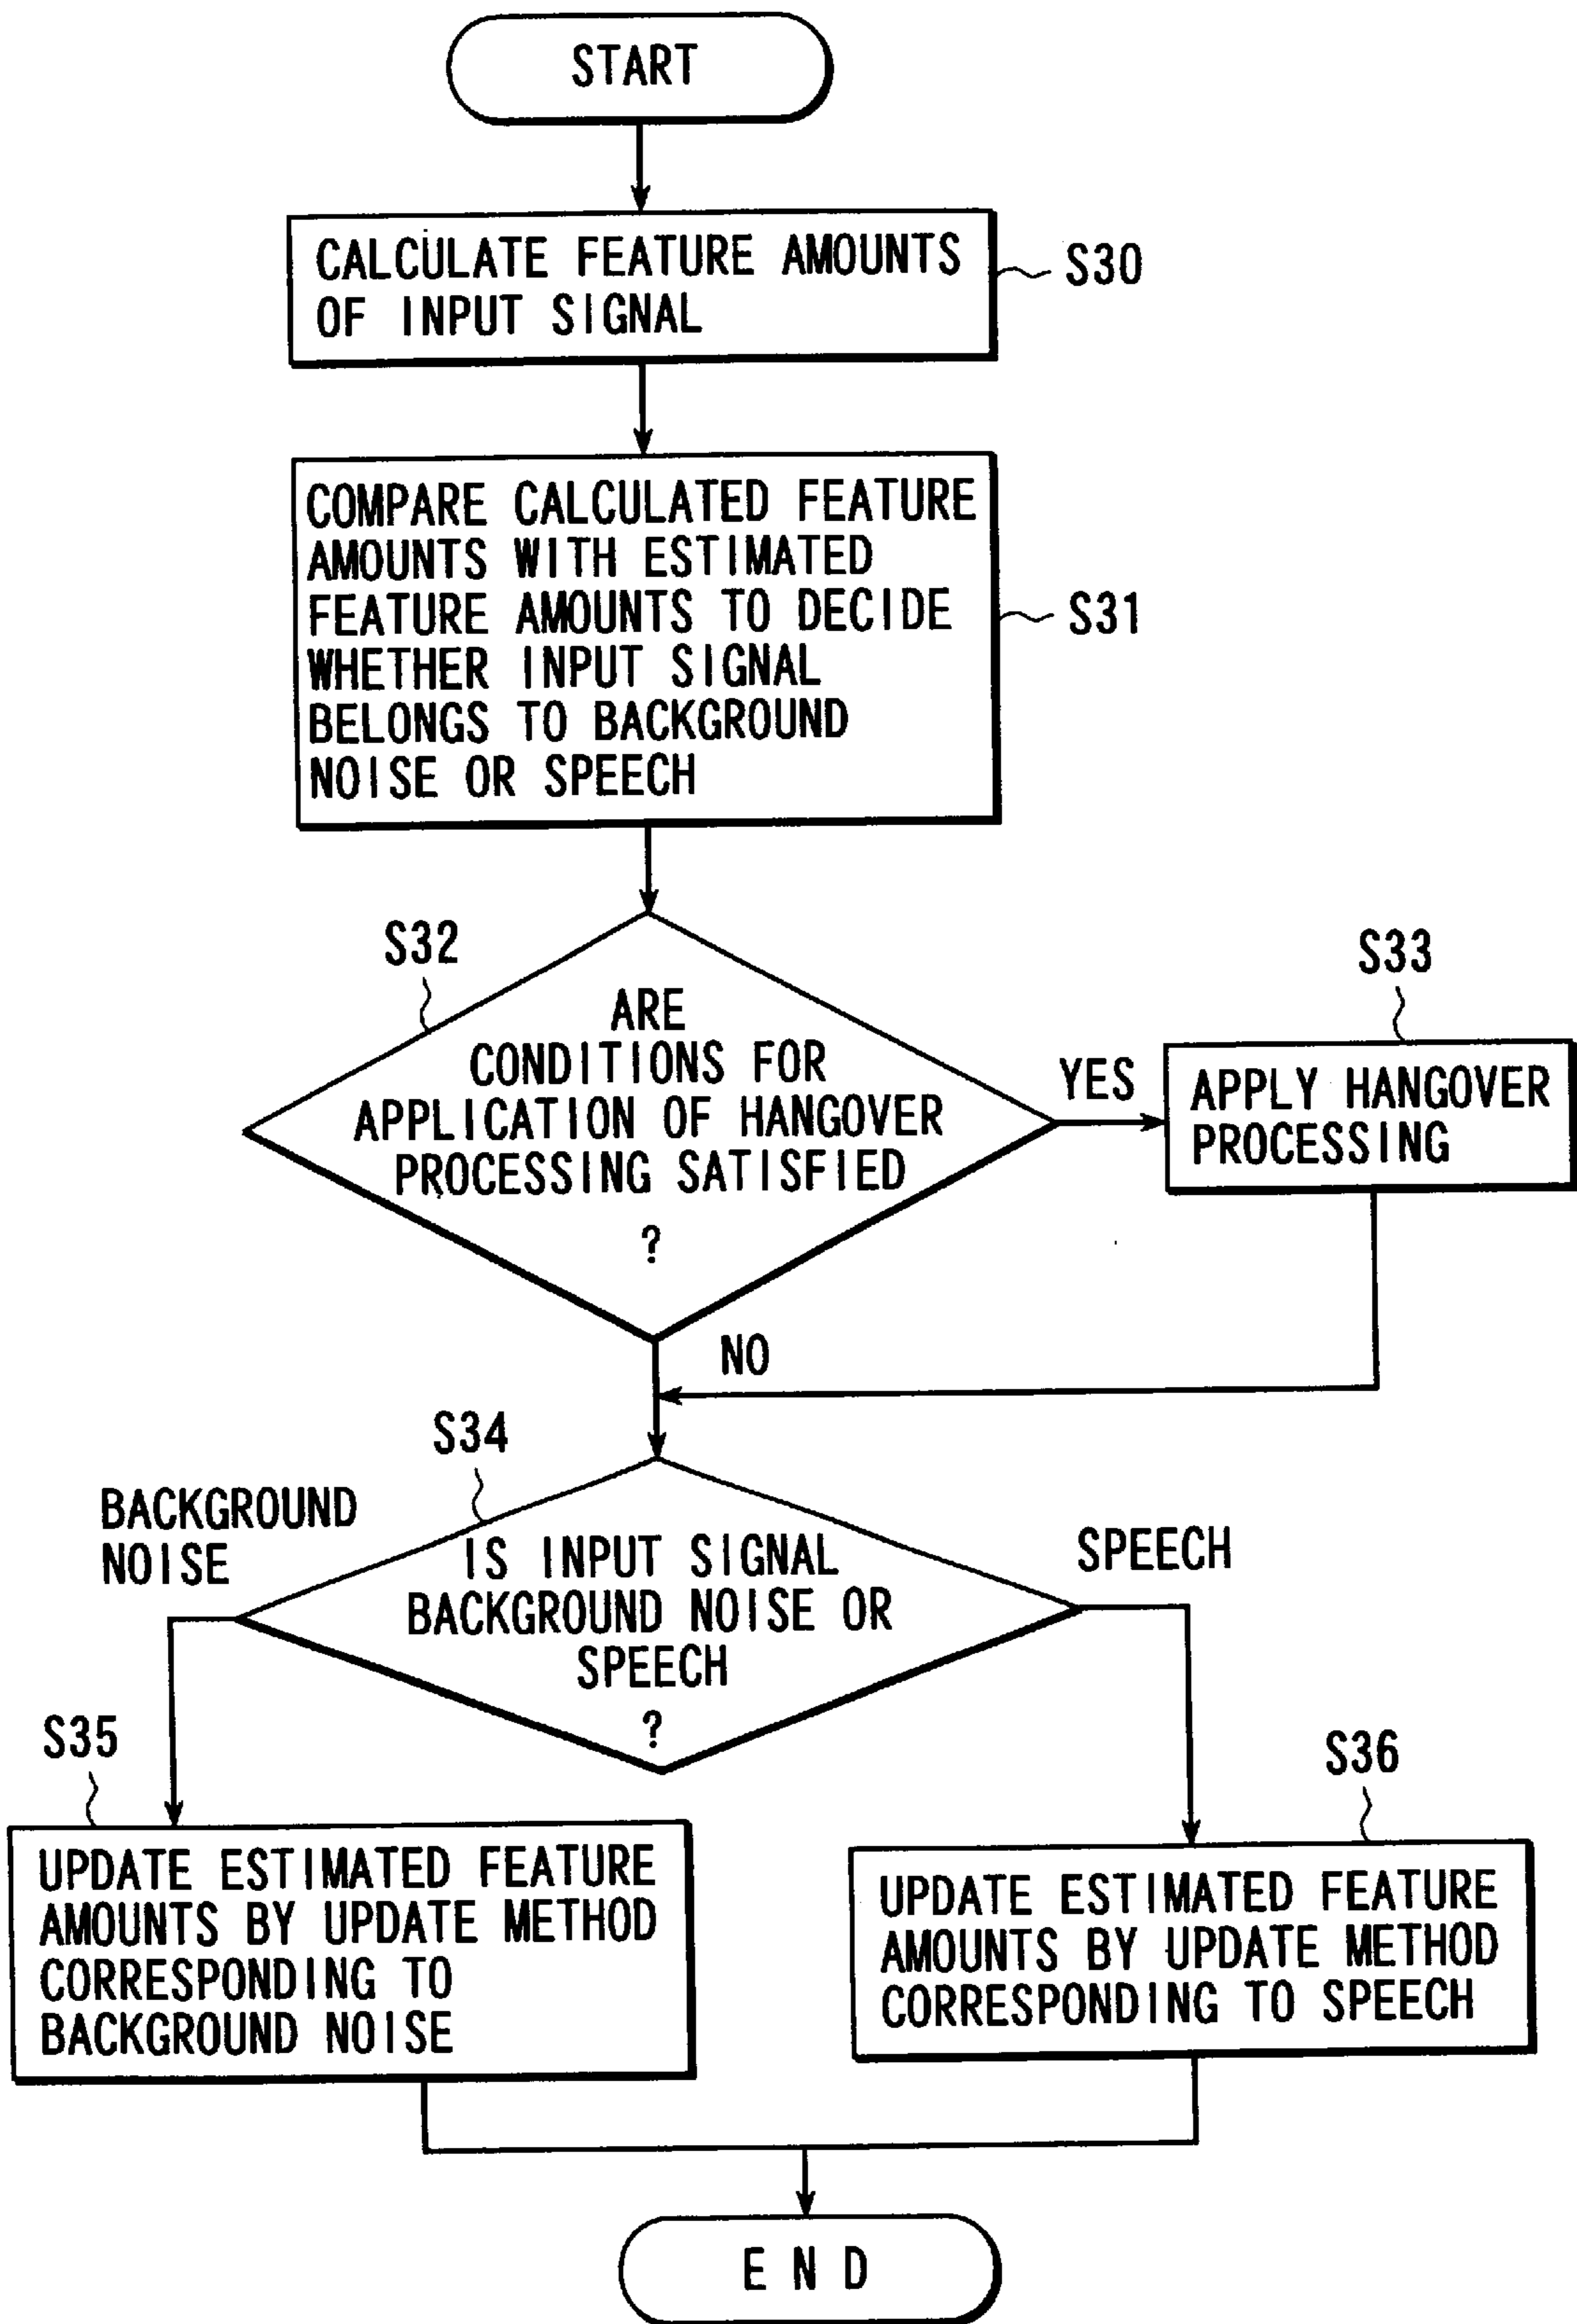 START
CALCULATE FEATURE AMOUNTS
OF INPUT SIGNAL
S30
COMPARE CALCULATED FEATURE
AMOUNTS WITH ESTIMATED
FEATURE AMOUNTS TO DECIDE
WHETHER INPUT SIGNAL
BELONGS TO BACKGROUND
NOISE OR SPEECH
S31
S32
ARE
CONDITIONS FOR
APPLICATION OF HANGOVER
PROCESSING SATISFIED
?
YES
S33
APPLY HANGOVER
PROCESSING
NO
S34
BACKGROUND
NOISE
IS INPUT SIGNAL
BACKGROUND NOISE OR
SPEECH
?
SPEECH
S35
UPDATE ESTIMATED FEATURE
AMOUNTS BY UPDATE METHOD
CORRESPONDING TO
BACKGROUND NOISE
S36
UPDATE ESTIMATED FEATURE
AMOUNTS BY UPDATE METHOD
CORRESPONDING TO SPEECH
END